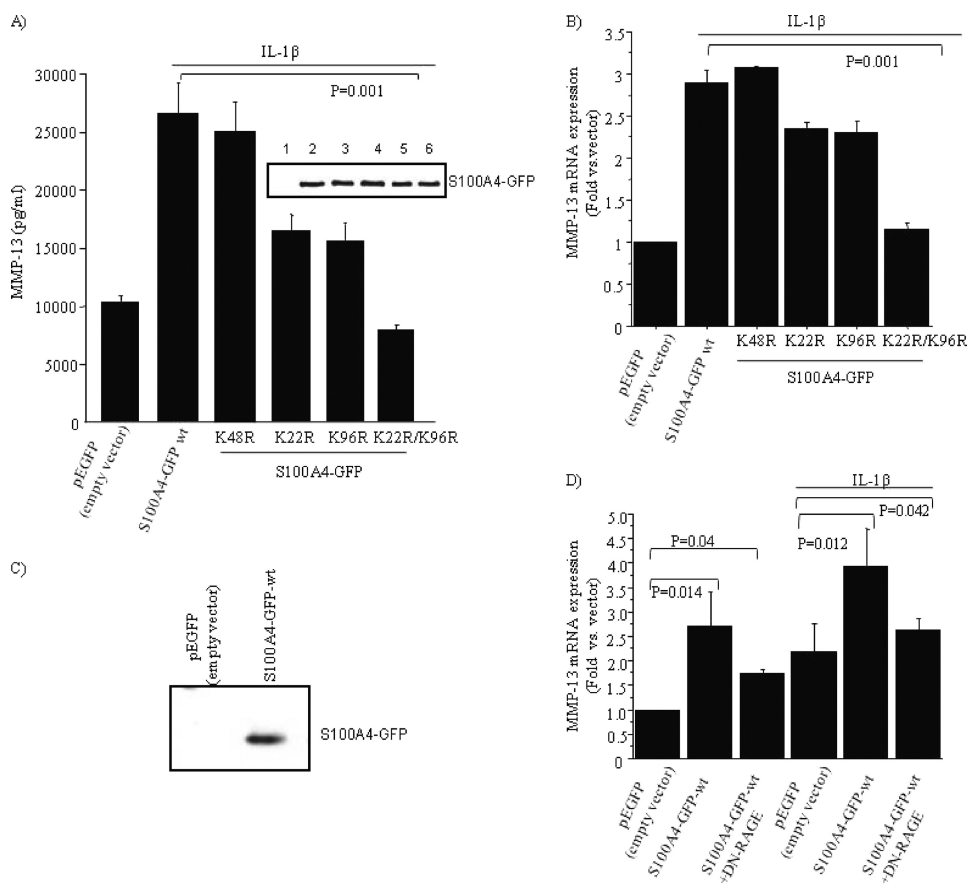 A)
IL-1β
P=0.001
30000
25000
20000
15000
10000
5000
0
MMP-13 (pg/ml)
1 2 3 4 5 6
S100A4-GFP
pEGFP
(empty vector)
S100A4-GFP wt
K48R K22R K96R K22R/K96R
S100A4-GFP
B)
IL-1β
P=0.001
3.5
3
2.5
2
1.5
1
0.5
0
MMP-13 mRNA expression
(Fold vs.vector)
pEGFP
(empty vector)
S100A4-GFP wt
K48R K22R K96R K22R/K96R
S100A4-GFP
C)
pEGFP
(empty vector)
S100A4-GFP-wt
S100A4-GFP
D)
IL-1β
P=0.042
P=0.012
P=0.04
P=0.014
5.0
4.5
4.0
3.5
3.0
2.5
2.0
1.5
1.0
0.5
0
MMP-13 mRNA expression
(Fold vs. vector)
pEGFP
(empty vector)
S100A4-GFP-wt
S100A4-GFP-wt
+DN-RAGE
pEGFP
(empty vector)
S100A4-GFP-wt
S100A4-GFP-wt
+DN-RAGE